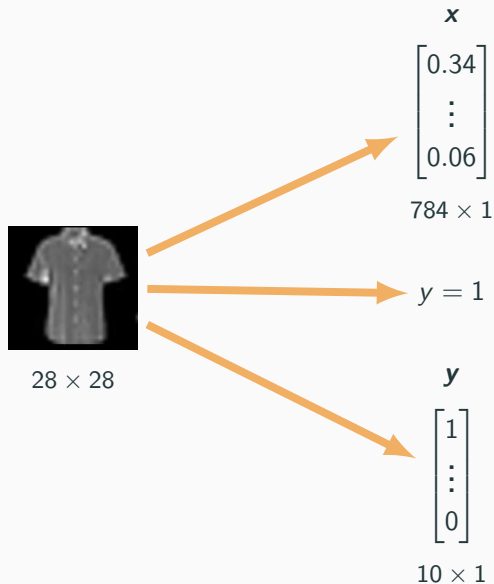 x
0.34
⋮
0.06
784 × 1
y = 1
28 × 28
y
1
⋮
0
10 × 1